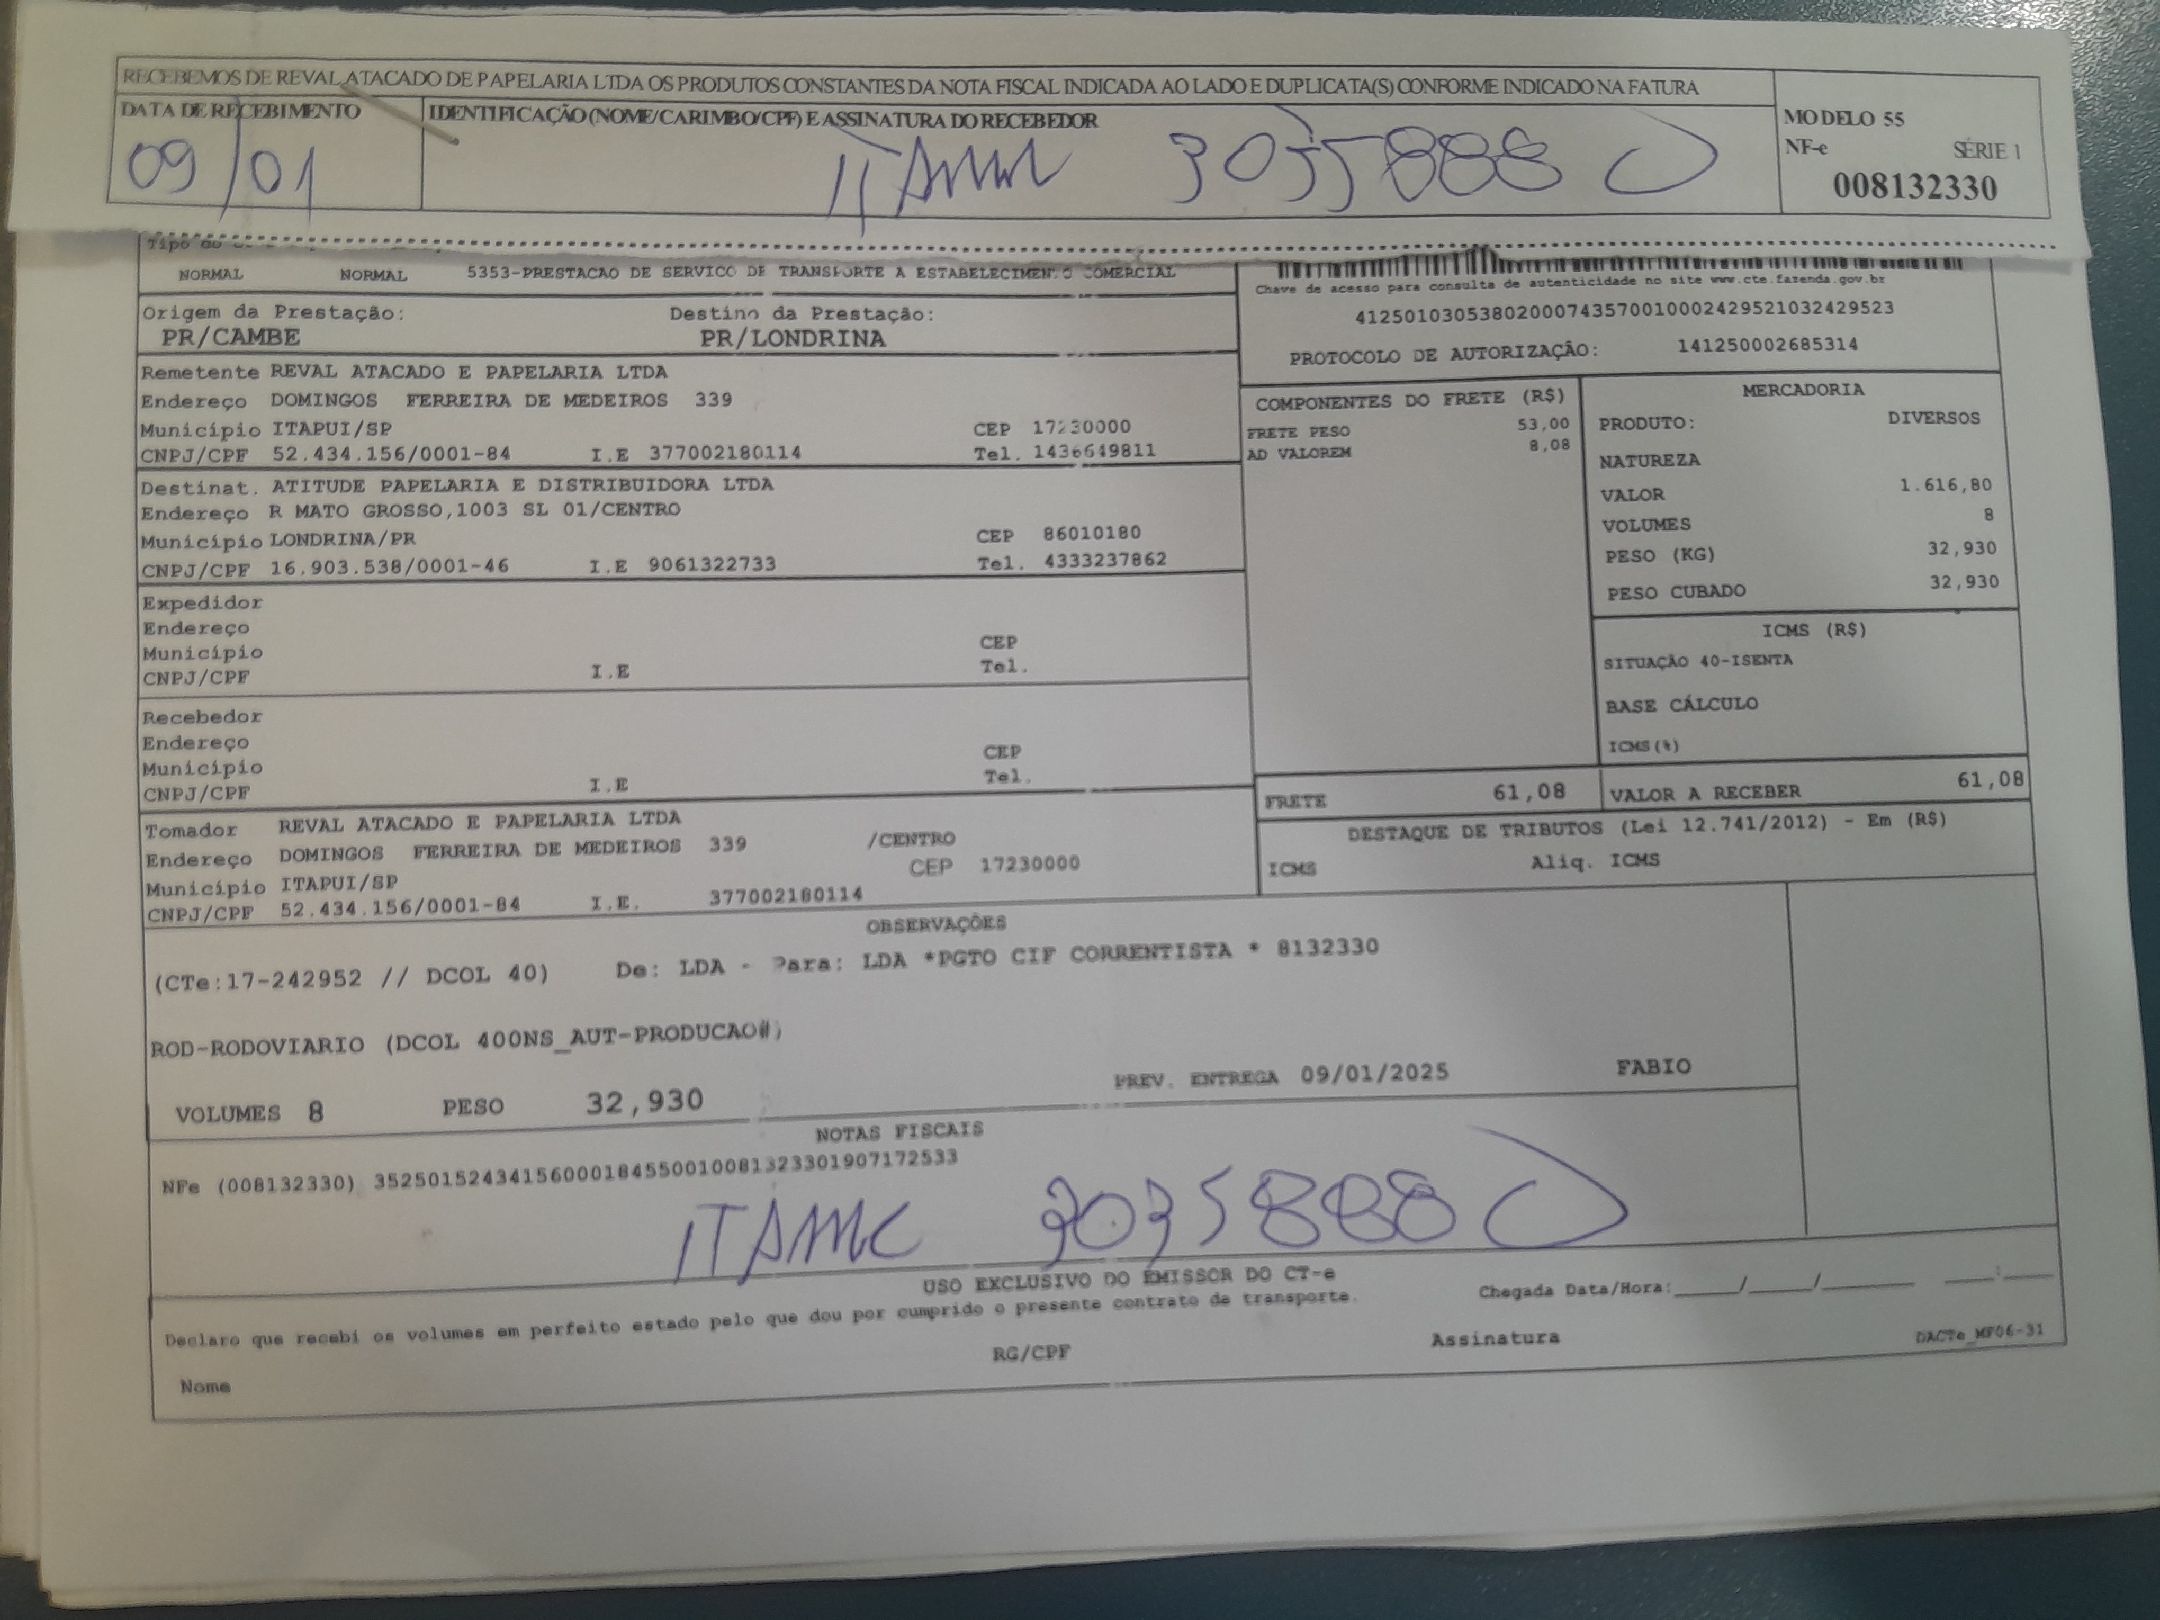 RECEBEMOS DE REVAL ATACADO DE PAPELARIA LTDA OS PRODUTOS CONSTANTES DA NOTA FISCAL INDICADA AO LADO E DUPLICATA(S) CONFORME INDICADO NA FATURA
DATA DE RECEBIMENTO IDENTIFICAÇÃO (NOME/CARIMBO/CPF) E ASSINATURA DO RECEBEDOR
09/01
MODELO 55
NF-e SÉRIE 1
008132330
NORMAL NORMAL 5353-PRESTACAO DE SERVICO DE TRANSPORTE A ESTABELECIMENTO COMERCIAL
Chave de acesso para consulta de autenticidade no site www.cte.fazenda.gov.br
41250103053802000743570010002429521032429523
PROTOCOLO DE AUTORIZAÇÃO: 141250002685314
Origem da Prestação: Destino da Prestação:
PR/CAMBE PR/LONDRINA
Remetente REVAL ATACADO E PAPELARIA LTDA
Endereço DOMINGOS FERREIRA DE MEDEIROS 339
Município ITAPUI/SP CEP 17230000
CNPJ/CPF 52.434.156/0001-84 I.E 377002180114 Tel. 1436649811
Destinat. ATITUDE PAPELARIA E DISTRIBUIDORA LTDA
Endereço R MATO GROSSO,1003 SL 01/CENTRO
Município LONDRINA/PR CEP 86010180
CNPJ/CPF 16.903.538/0001-46 I.E 9061322733 Tel. 4333237862
Expedidor
Endereço
Município CEP
CNPJ/CPF I.E Tel.
Recebedor
Endereço
Município CEP
CNPJ/CPF I.E Tel.
Tomador REVAL ATACADO E PAPELARIA LTDA
Endereço DOMINGOS FERREIRA DE MEDEIROS 339 /CENTRO
Município ITAPUI/SP CEP 17230000
CNPJ/CPF 52.434.156/0001-84 I.E. 377002180114
COMPONENTES DO FRETE (R$)
FRETE PESO 53,00
AD VALOREM 8,08
MERCADORIA
PRODUTO: DIVERSOS
NATUREZA
VALOR 1.616,80
VOLUMES 8
PESO (KG) 32,930
PESO CUBADO 32,930
ICMS (R$)
SITUAÇÃO 40-ISENTA
BASE CÁLCULO
ICMS(%)
FRETE 61,08 VALOR A RECEBER 61,08
DESTAQUE DE TRIBUTOS (Lei 12.741/2012) - Em (R$)
ICMS Aliq. ICMS
OBSERVAÇÕES
(CTe:17-242952 // DCOL 40) De: LDA - Para: LDA *PGTO CIF CORRENTISTA * 8132330
ROD-RODOVIARIO (DCOL 400NS_AUT-PRODUCAO#)
PREV. ENTREGA 09/01/2025 FABIO
VOLUMES 8 PESO 32,930
NOTAS FISCAIS
NFe (008132330) 35250152434156000184550010081323301907172533
USO EXCLUSIVO DO EMISSOR DO CT-e
Declaro que recebi os volumes em perfeito estado pelo que dou por cumprido o presente contrato de transporte. Chegada Data/Hora:_____/_____/_______ ____:____
Nome RG/CPF Assinatura DACTe_MF06-31